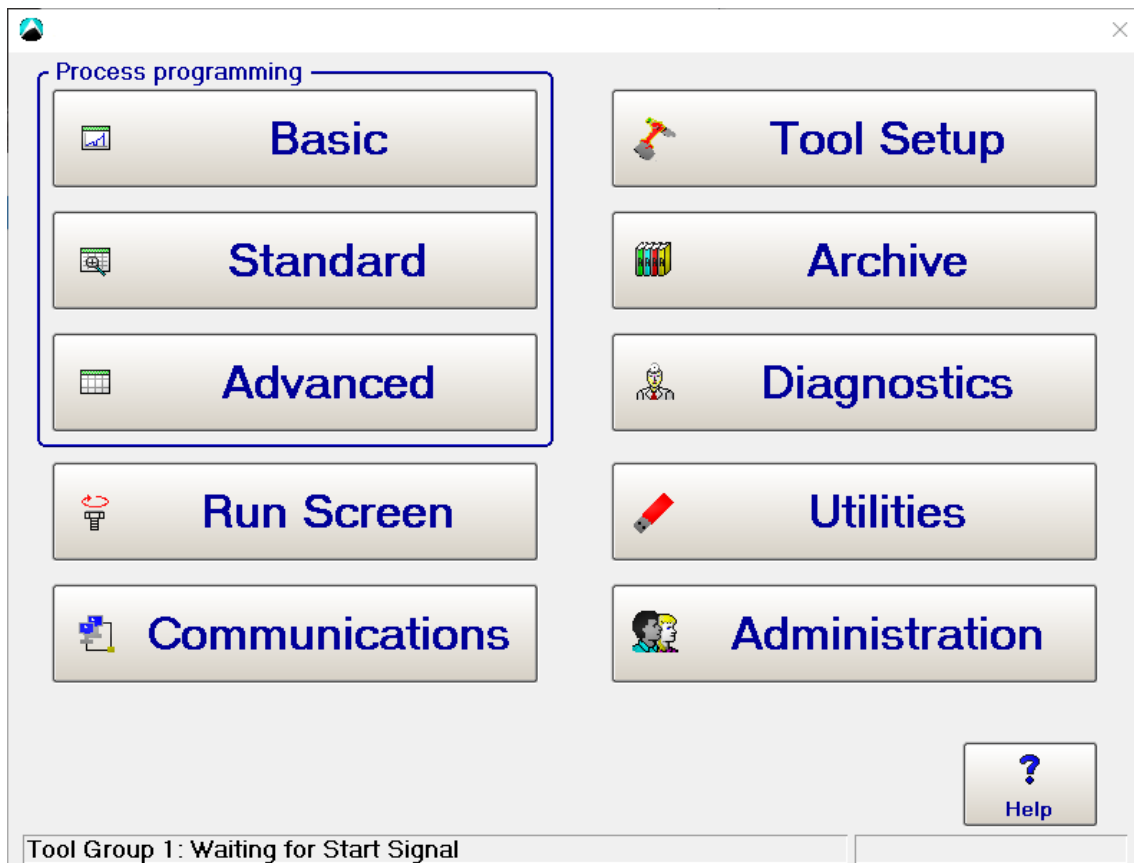 Process programming
Basic
Standard
Advanced
Run Screen
Communications
Tool Setup
Archive
Diagnostics
Utilities
Administration
?
Help
Tool Group 1: Waiting for Start Signal